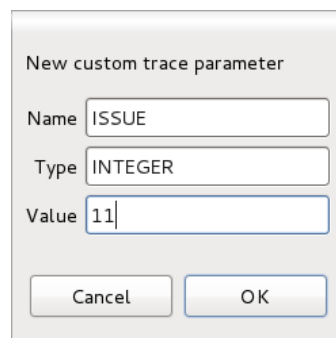 New custom trace parameter
Name ISSUE
Type INTEGER
Value 11
Cancel OK